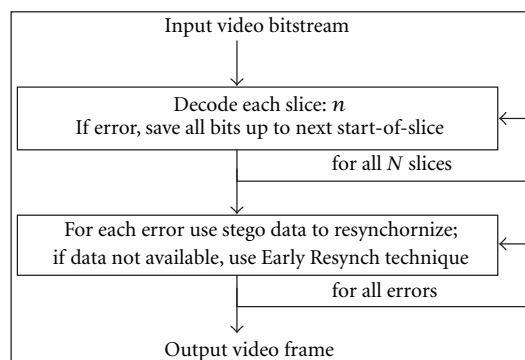 Input video bitstream
Decode each slice: n
If error, save all bits up to next start-of-slice
for all N slices
For each error use stego data to resynchornize;
if data not available, use Early Resynch technique
for all errors
Output video frame